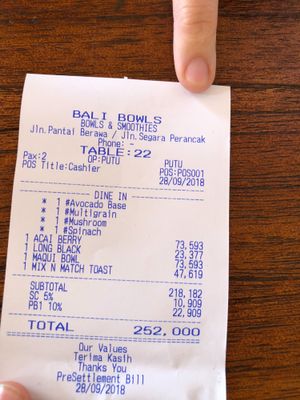 BALI BOWLS
BOWLS & SMOOTHIES
Jln.Pantai Berawa / Jln.Segara Perancak
Phone: -
TABLE:22
Pax:2 OP:PUTU PUTU
POS Title:Cashier POS:POS001
28/09/2018
DINE IN
* 1 #Avocado Base
* 1 #Multigrain
* 1 #Mushroom
* 1 #Spinach
1 ACAI BERRY 73,593
1 LONG BLACK 23,377
1 MAQUI BOWL 73,593
1 MIX N MATCH TOAST 47,619
SUBTOTAL 218,182
SC 5% 10,909
PB1 10% 22,909
TOTAL 252,000
Our Values
Terima Kasih
Thanks You
PreSettlement Bill
28/09/2018